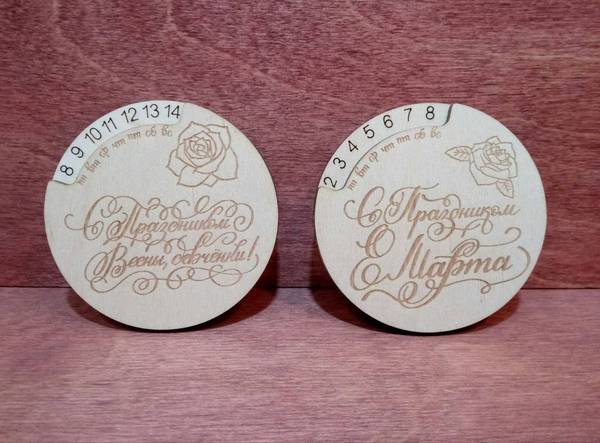 8 9 10 11 12 13 14
пн вт ср чт пт сб вс
С Праздником
Весны, девчёнки!
2 3 4 5 6 7 8
пн вт ср чт пт сб вс
С Праздником
8 Марта